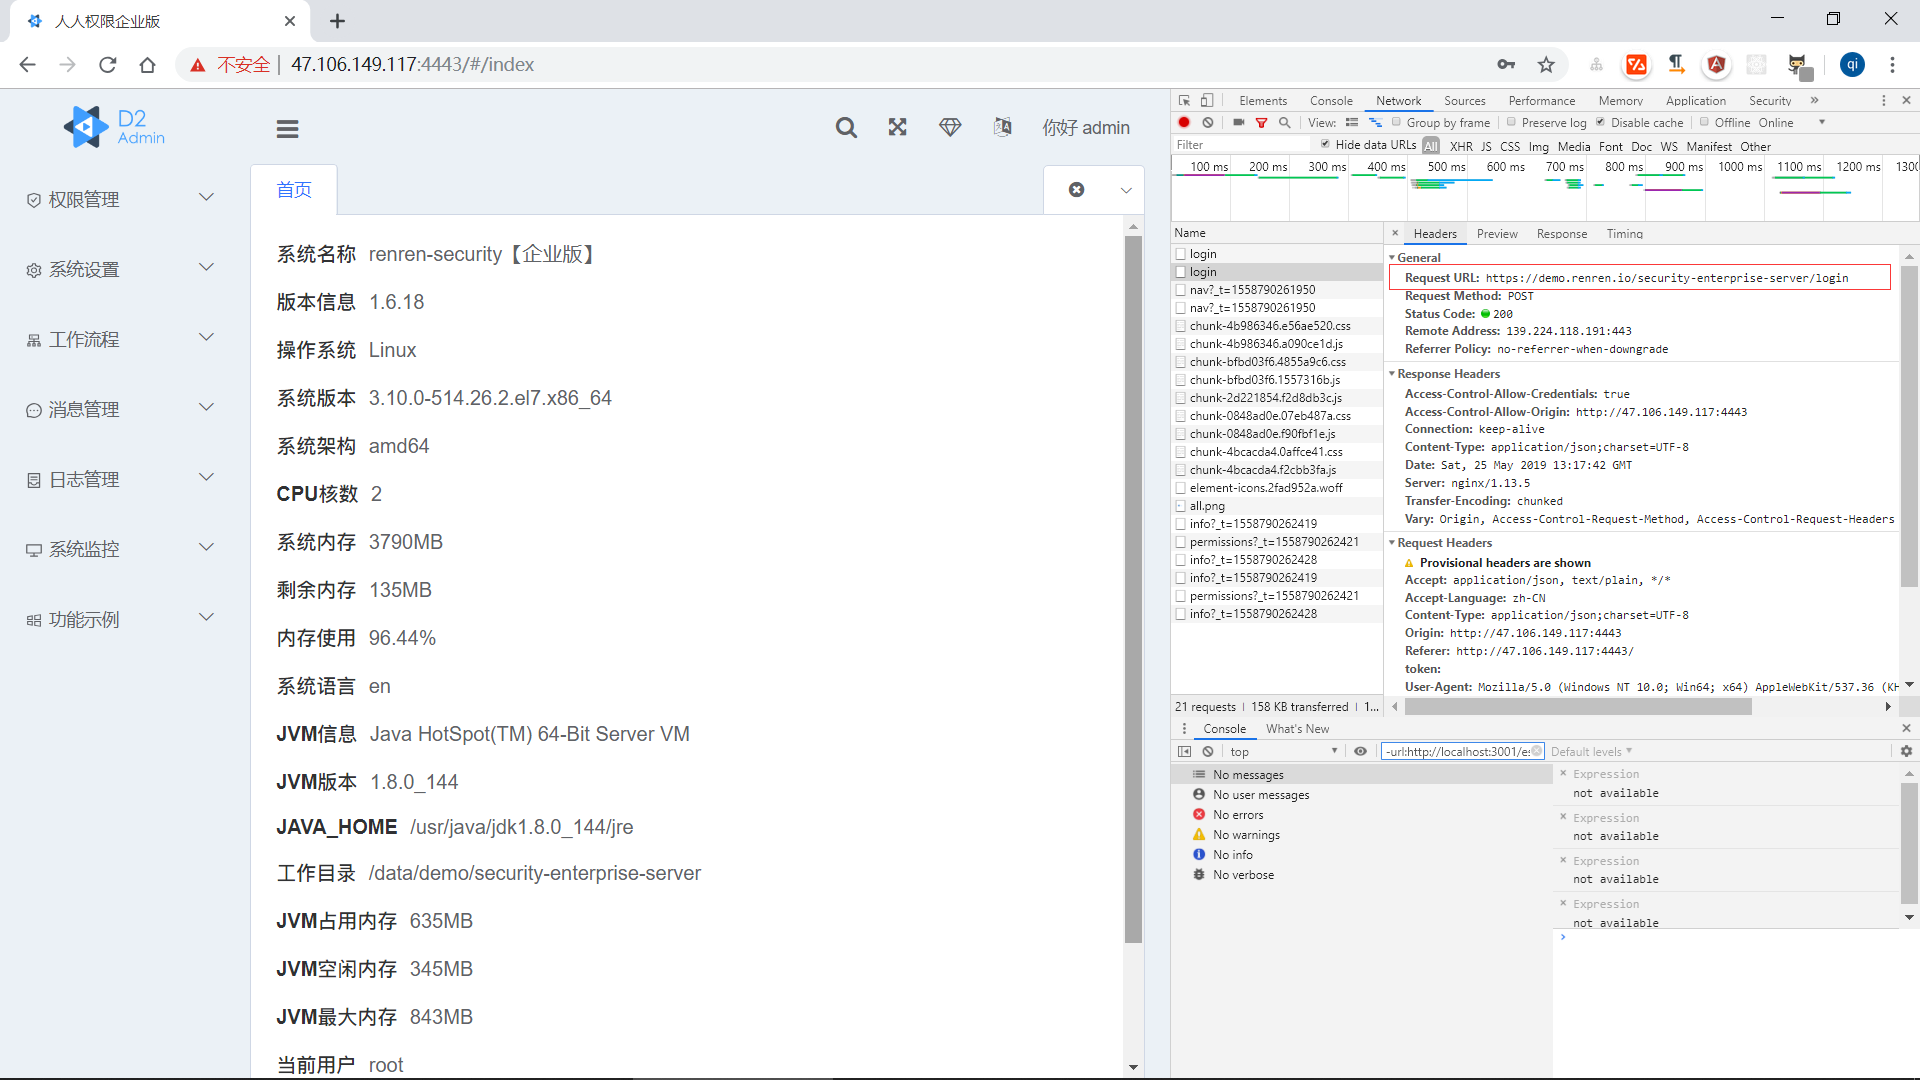 人人权限企业版
不安全 47.106.149.117:4443/#/index
qi
D2
Admin
你好 admin
权限管理
系统设置
工作流程
消息管理
日志管理
系统监控
功能示例
首页
系统名称 renren-security【企业版】
版本信息 1.6.18
操作系统 Linux
系统版本 3.10.0-514.26.2.el7.x86_64
系统架构 amd64
CPU核数 2
系统内存 3790MB
剩余内存 135MB
内存使用 96.44%
系统语言 en
JVM信息 Java HotSpot(TM) 64-Bit Server VM
JVM版本 1.8.0_144
JAVA_HOME /usr/java/jdk1.8.0_144/jre
工作目录 /data/demo/security-enterprise-server
JVM占用内存 635MB
JVM空闲内存 345MB
JVM最大内存 843MB
当前用户 root
Elements Console Network Sources Performance Memory Application Security »
View: Group by frame Preserve log Disable cache Offline Online
Filter Hide data URLs All XHR JS CSS Img Media Font Doc WS Manifest Other
100 ms 200 ms 300 ms 400 ms 500 ms 600 ms 700 ms 800 ms 900 ms 1000 ms 1100 ms 1200 ms 1300
Name
login
login
nav?_t=1558790261950
nav?_t=1558790261950
chunk-4b986346.e56ae520.css
chunk-4b986346.a090ce1d.js
chunk-bfbd03f6.4855a9c6.css
chunk-bfbd03f6.1557316b.js
chunk-2d221854.f2d8db3c.js
chunk-0848ad0e.07eb487a.css
chunk-0848ad0e.f90fbf1e.js
chunk-4bcacda4.0affce41.css
chunk-4bcacda4.f2cbb3fa.js
element-icons.2fad952a.woff
all.png
info?_t=1558790262419
permissions?_t=1558790262421
info?_t=1558790262428
info?_t=1558790262419
permissions?_t=1558790262421
info?_t=1558790262428
21 requests 158 KB transferred 1...
Headers Preview Response Timing
General
Request URL: https://demo.renren.io/security-enterprise-server/login
Request Method: POST
Status Code: 200
Remote Address: 139.224.118.191:443
Referrer Policy: no-referrer-when-downgrade
Response Headers
Access-Control-Allow-Credentials: true
Access-Control-Allow-Origin: http://47.106.149.117:4443
Connection: keep-alive
Content-Type: application/json;charset=UTF-8
Date: Sat, 25 May 2019 13:17:42 GMT
Server: nginx/1.13.5
Transfer-Encoding: chunked
Vary: Origin, Access-Control-Request-Method, Access-Control-Request-Headers
Request Headers
Provisional headers are shown
Accept: application/json, text/plain, */*
Accept-Language: zh-CN
Content-Type: application/json;charset=UTF-8
Origin: http://47.106.149.117:4443
Referer: http://47.106.149.117:4443/
token:
User-Agent: Mozilla/5.0 (Windows NT 10.0; Win64; x64) AppleWebKit/537.36 (KH
Console What's New
top -url:http://localhost:3001/es Default levels
No messages
No user messages
No errors
No warnings
No info
No verbose
Expression
not available
Expression
not available
Expression
not available
Expression
not available